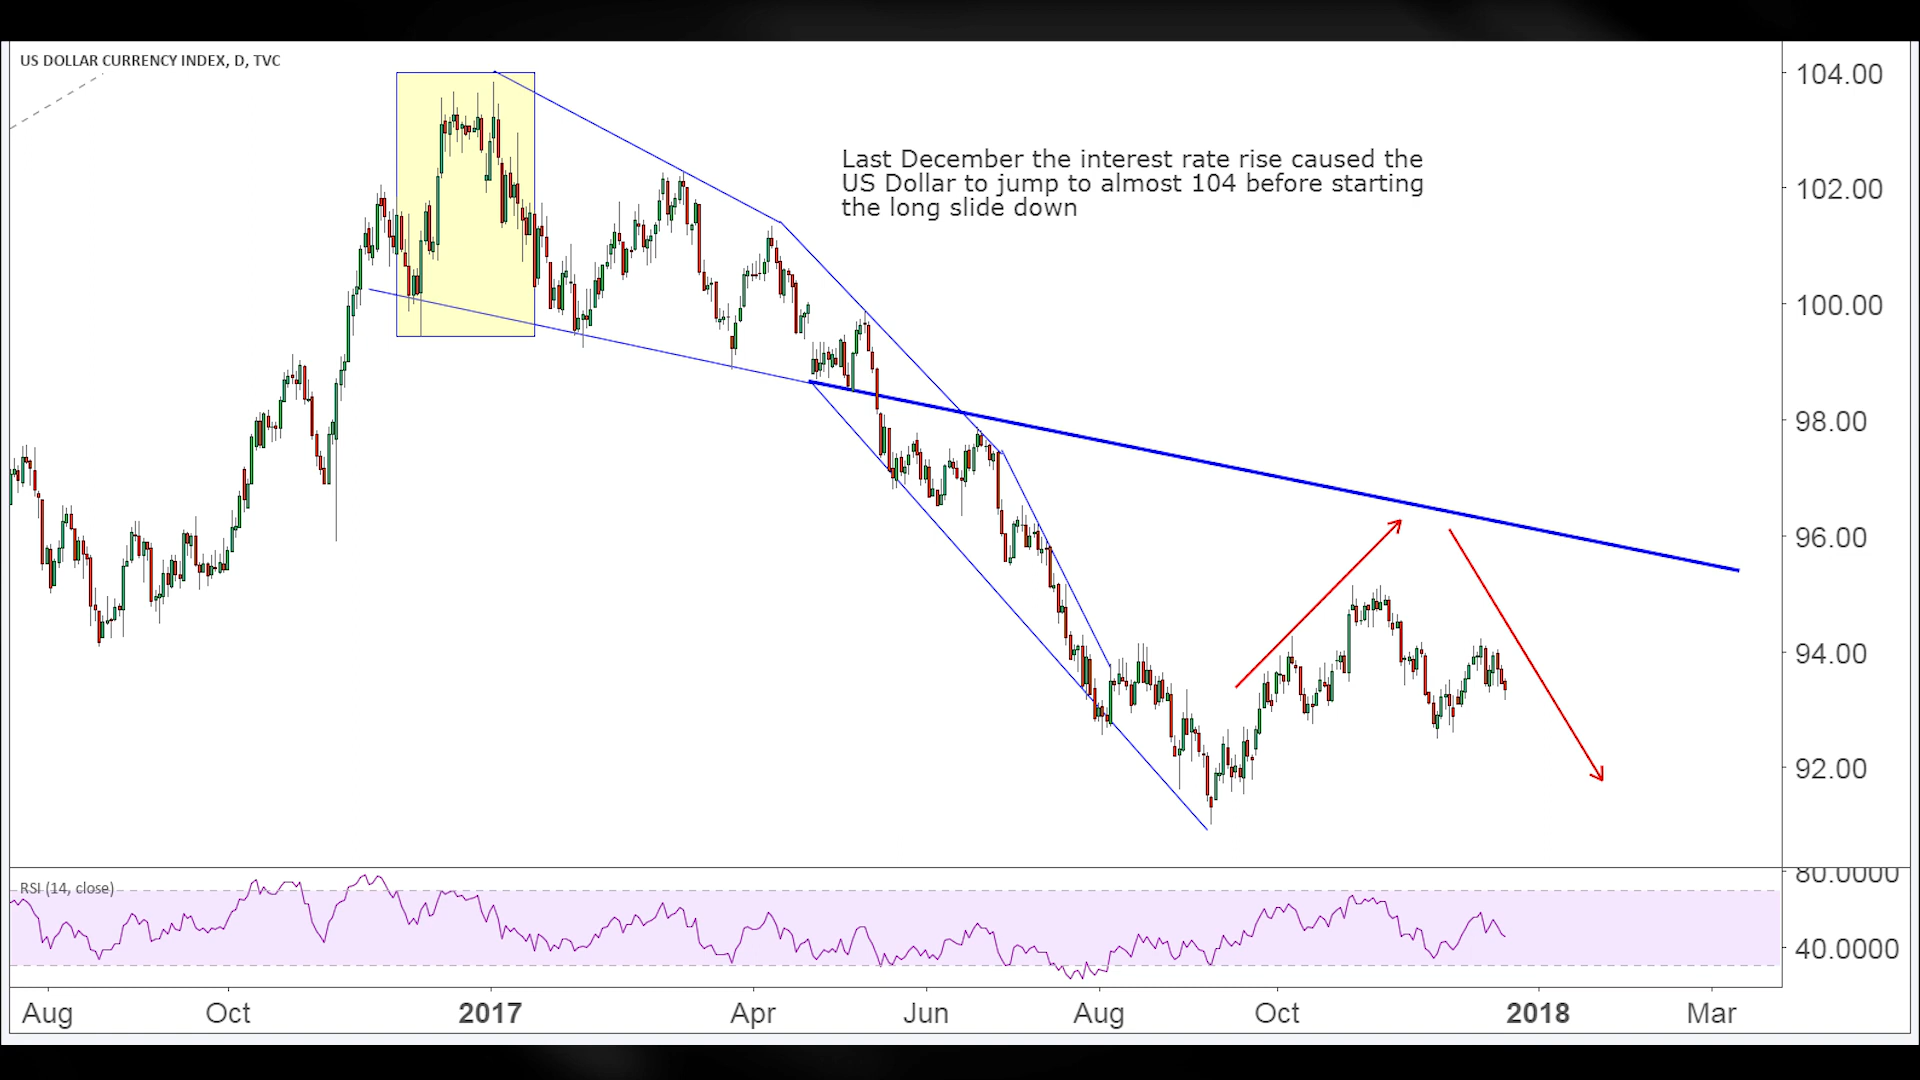 US DOLLAR CURRENCY INDEX, D, TVC
104.00
Last December the interest rate rise caused the
US Dollar to jump to almost 104 before starting
the long slide down
102.00
100.00
98.00
96.00
94.00
92.00
RSI (14, close)
80.0000
40.0000
Aug Oct 2017 Apr Jun Aug Oct 2018 Mar